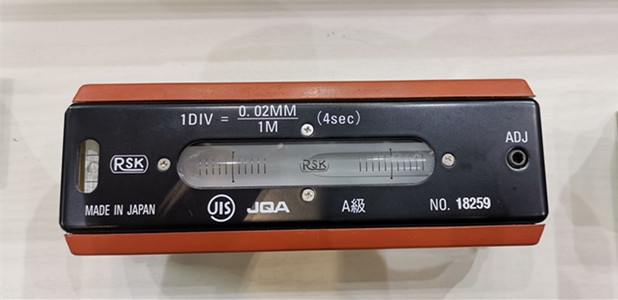 1DIV = 0.02MM/1M (4sec)
ADJ
RSK
RSK
MADE IN JAPAN
JIS
JQA
A級
NO. 18259